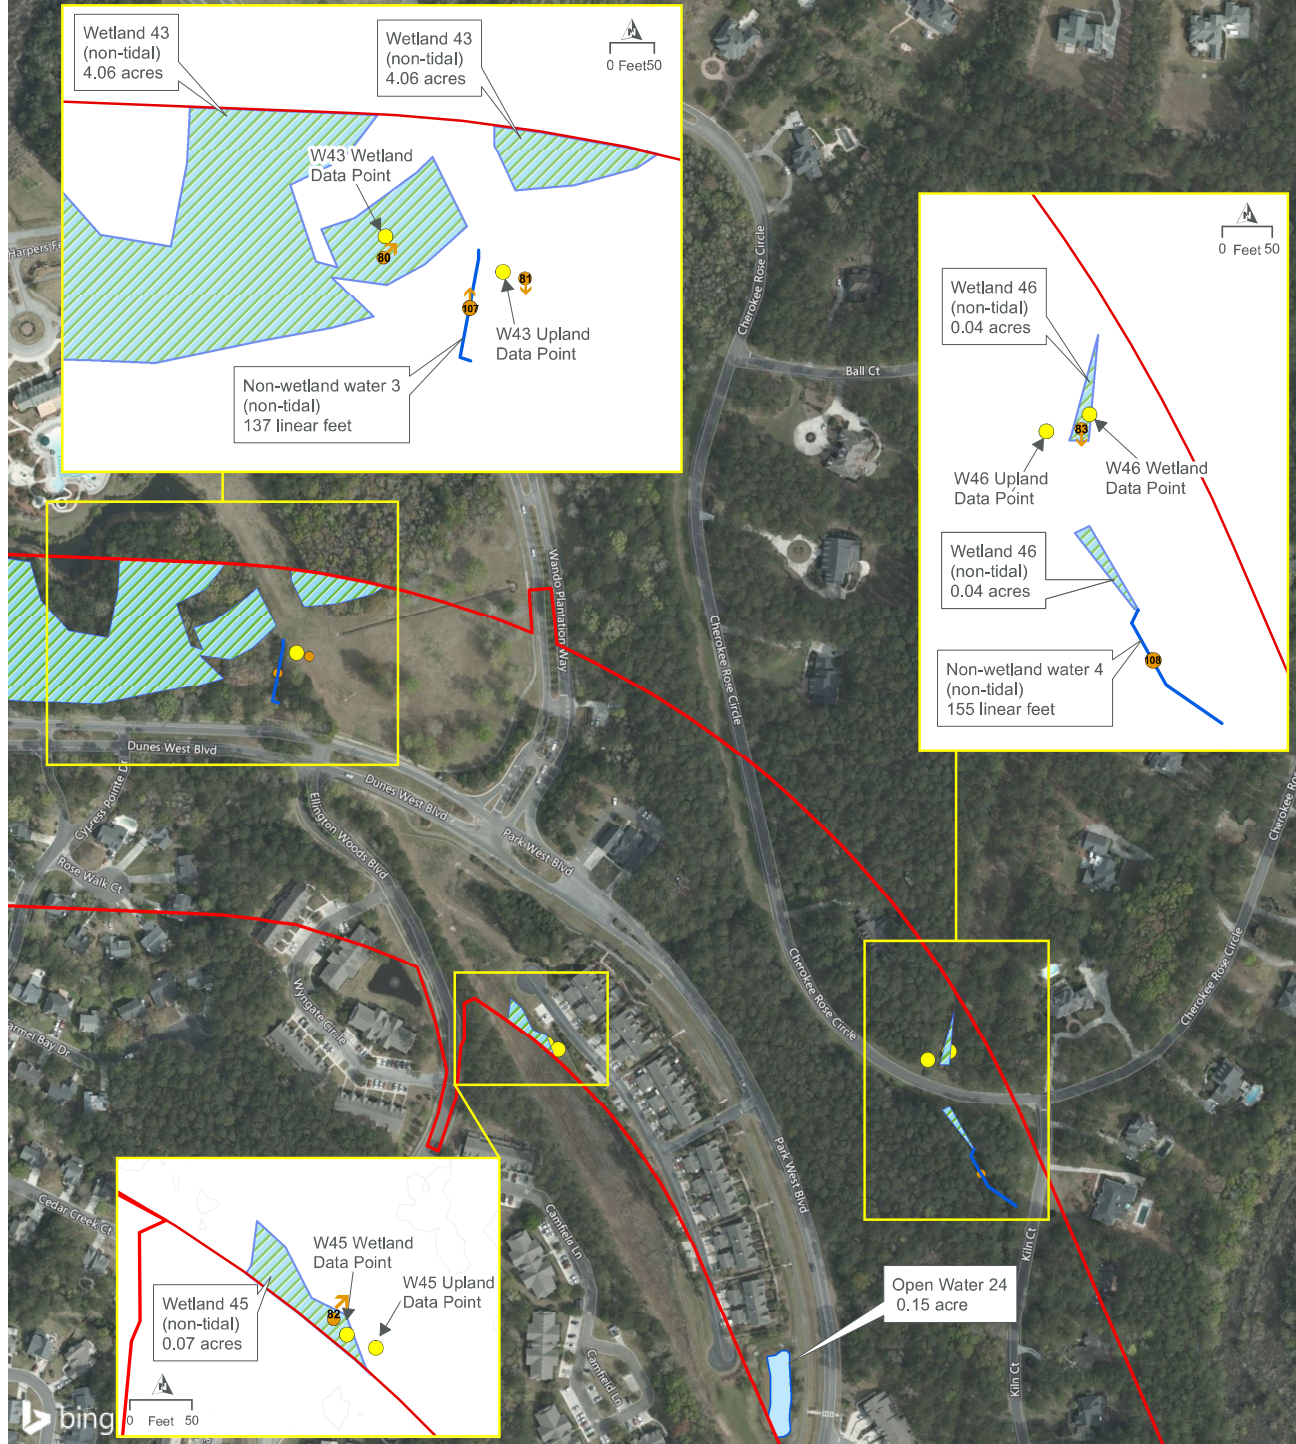 Wetland 43
(non-tidal)
4.06 acres
Wetland 43
(non-tidal)
4.06 acres
0 Feet50
W43 Wetland
Data Point
80
81
107
W43 Upland
Data Point
Non-wetland water 3
(non-tidal)
137 linear feet
0 Feet 50
Wetland 46
(non-tidal)
0.04 acres
83
W46 Upland
Data Point
W46 Wetland
Data Point
Wetland 46
(non-tidal)
0.04 acres
108
Non-wetland water 4
(non-tidal)
155 linear feet
Harpers Fe
Cherokee Rose Circle
Ball Ct
Wando Plantation Way
Cherokee Rose Circle
Dunes West Blvd
Dunes West Blvd
Cypress Pointe Dr
Ellington Woods Blvd
Park West Blvd
Rose Walk Ct
Cherokee Ro
Cherokee Rose Circle
Cherokee Rose Circle
Wyngate Circle
armel Bay Dr
Park West Blvd
Cedar Creek Ct
Camfield Ln
Kiln Ct
W45 Wetland
Data Point
W45 Upland
Data Point
82
Wetland 45
(non-tidal)
0.07 acres
0 Feet 50
Open Water 24
0.15 acre
Camfield Ln
Kiln Ct
bing